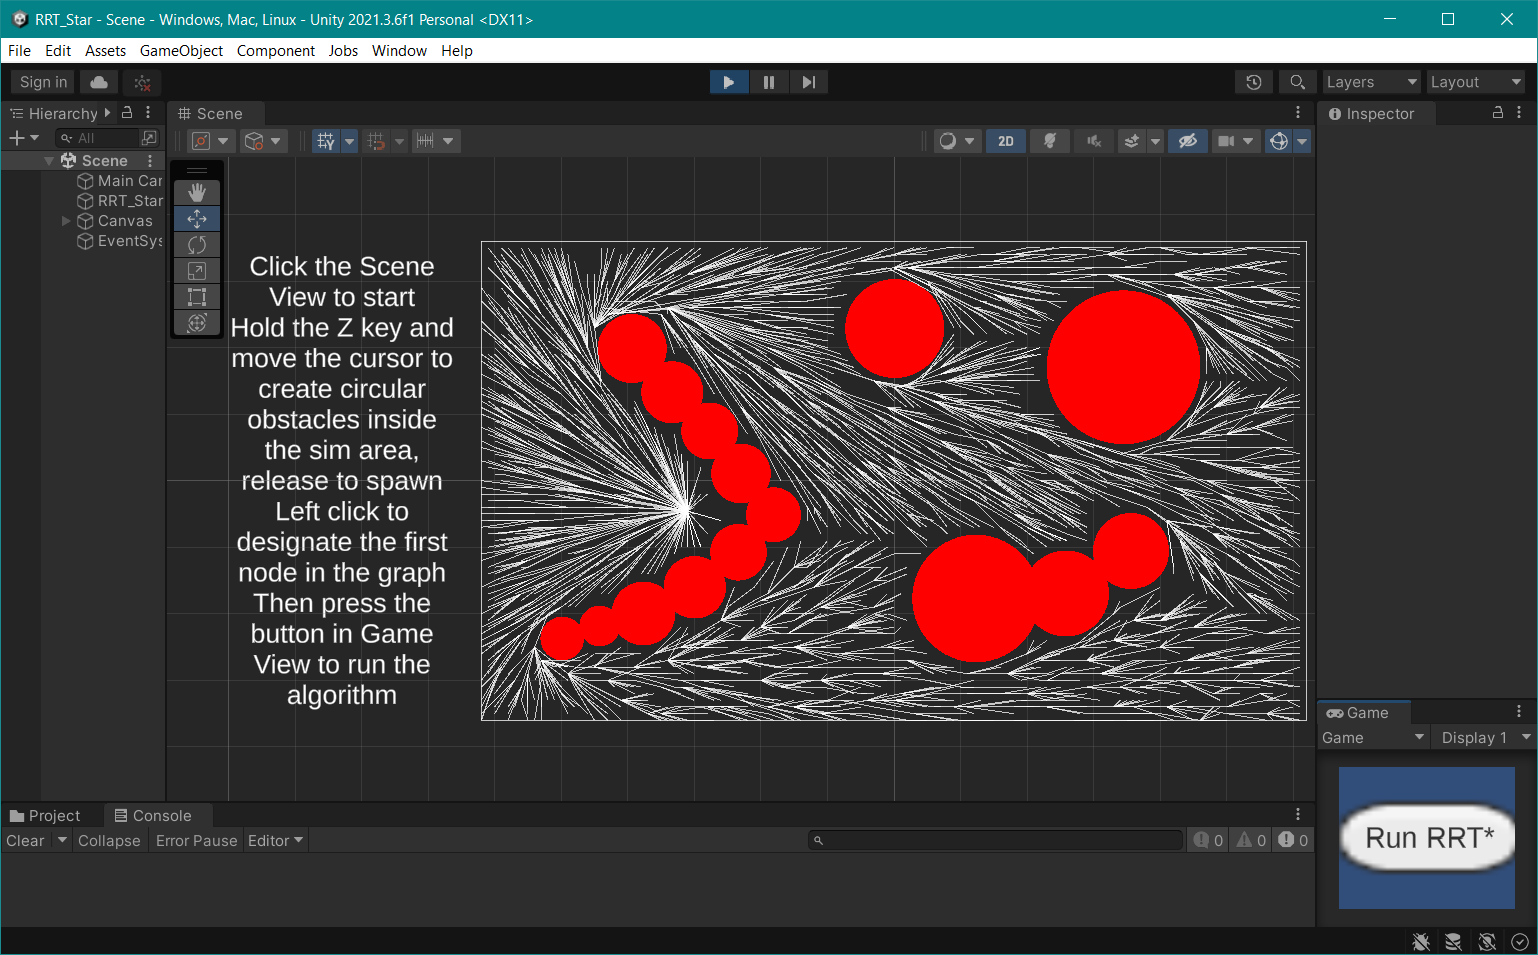 RRT_Star - Scene - Windows, Mac, Linux - Unity 2021.3.6f1 Personal <DX11>
File Edit Assets GameObject Component Jobs Window Help
Sign in
Layers
Layout
Hierarchy
Scene
Inspector
All
2D
Scene
Main Car
RRT_Star
Canvas
EventSys
Click the Scene
View to start
Hold the Z key and
move the cursor to
create circular
obstacles inside
the sim area,
release to spawn
Left click to
designate the first
node in the graph
Then press the
button in Game
View to run the
algorithm
Game
Game
Display 1
Run RRT*
Project
Console
Clear Collapse Error Pause Editor
0 0 0